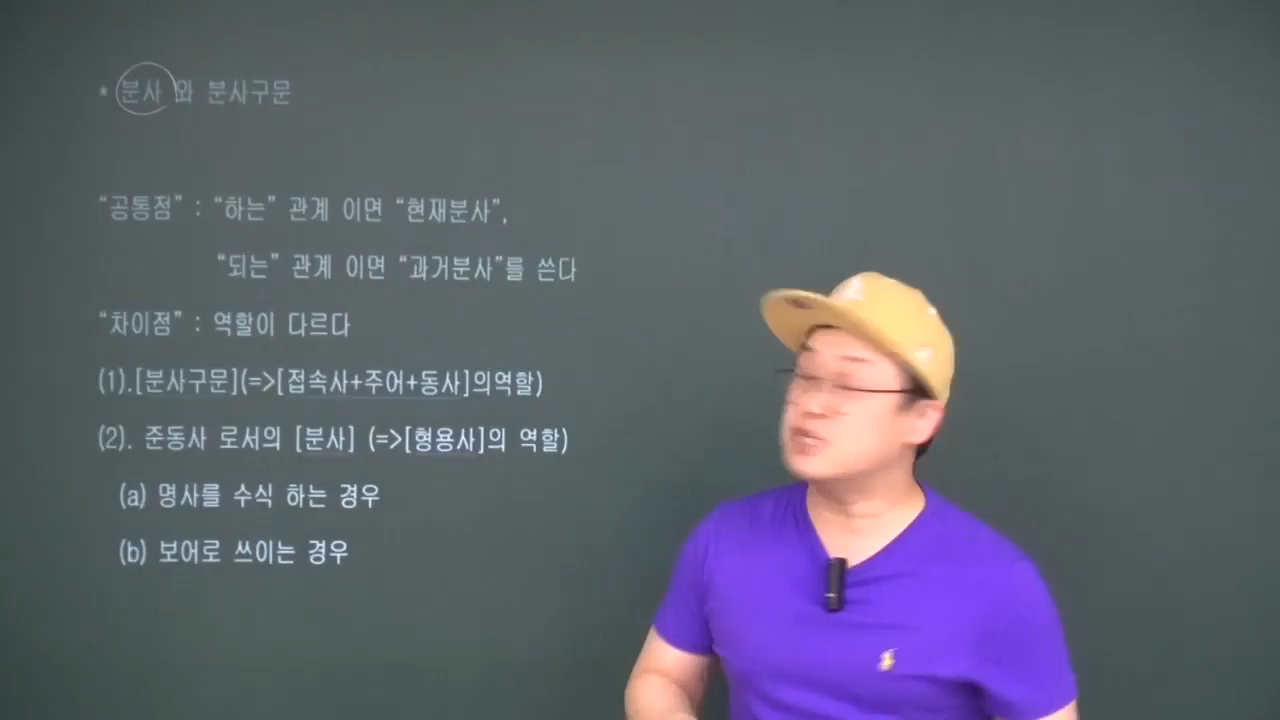 * 분사 와 분사구문
“공통점” : “하는” 관계 이면 “현재분사”,
“되는” 관계 이면 “과거분사”를 쓴다
“차이점” : 역할이 다르다
(1).[분사구문](=>[접속사+주어+동사]의역할)
(2). 준동사 로서의 [분사] (=>[형용사]의 역할)
(a) 명사를 수식 하는 경우
(b) 보어로 쓰이는 경우